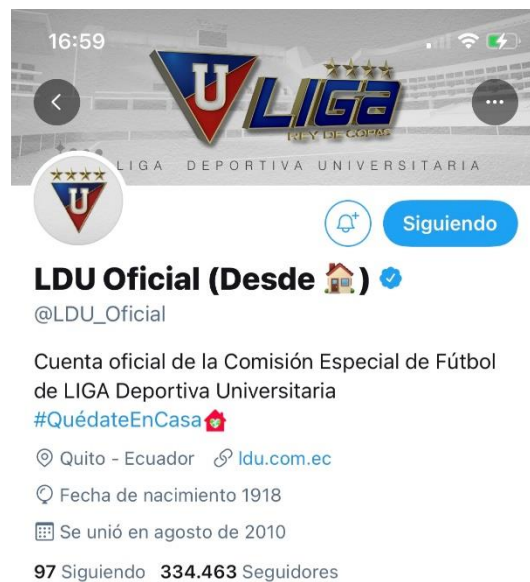 16:59
U LIGA
REY DE COPAS
LIGA DEPORTIVA UNIVERSITARIA
U
Siguiendo
LDU Oficial (Desde 🏠)
@LDU_Oficial
Cuenta oficial de la Comisión Especial de Fútbol
de LIGA Deportiva Universitaria
#QuédateEnCasa
Quito - Ecuador ldu.com.ec
Fecha de nacimiento 1918
Se unió en agosto de 2010
97 Siguiendo 334.463 Seguidores